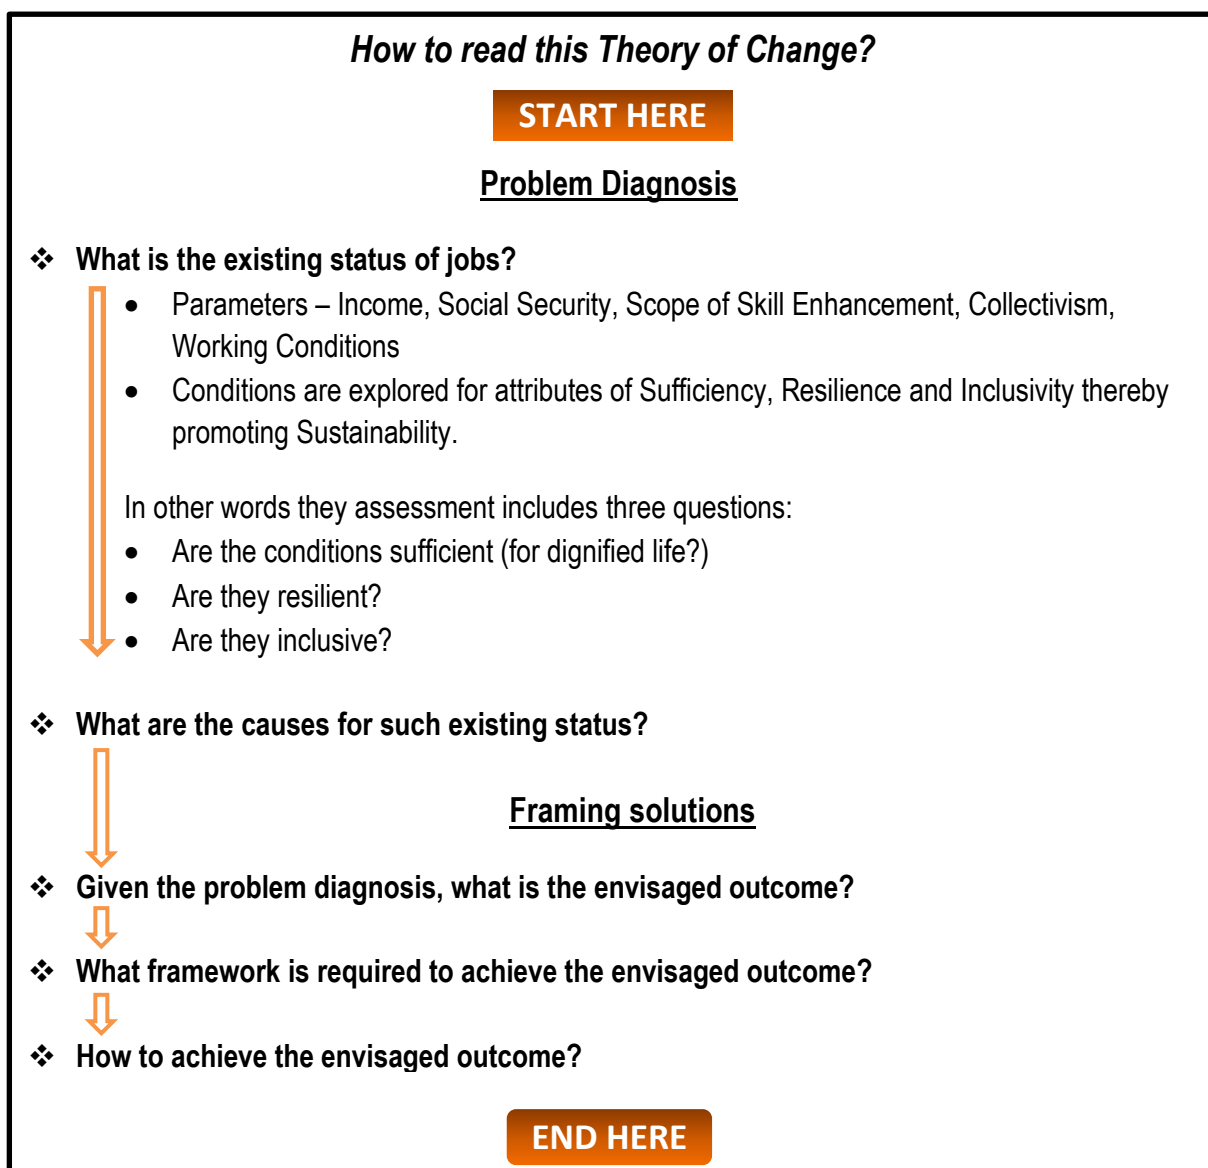 How to read this Theory of Change?
START HERE
Problem Diagnosis
❖ What is the existing status of jobs?
• Parameters – Income, Social Security, Scope of Skill Enhancement, Collectivism,
Working Conditions
• Conditions are explored for attributes of Sufficiency, Resilience and Inclusivity thereby
promoting Sustainability.
In other words they assessment includes three questions:
• Are the conditions sufficient (for dignified life?)
• Are they resilient?
• Are they inclusive?
❖ What are the causes for such existing status?
Framing solutions
❖ Given the problem diagnosis, what is the envisaged outcome?
❖ What framework is required to achieve the envisaged outcome?
❖ How to achieve the envisaged outcome?
END HERE